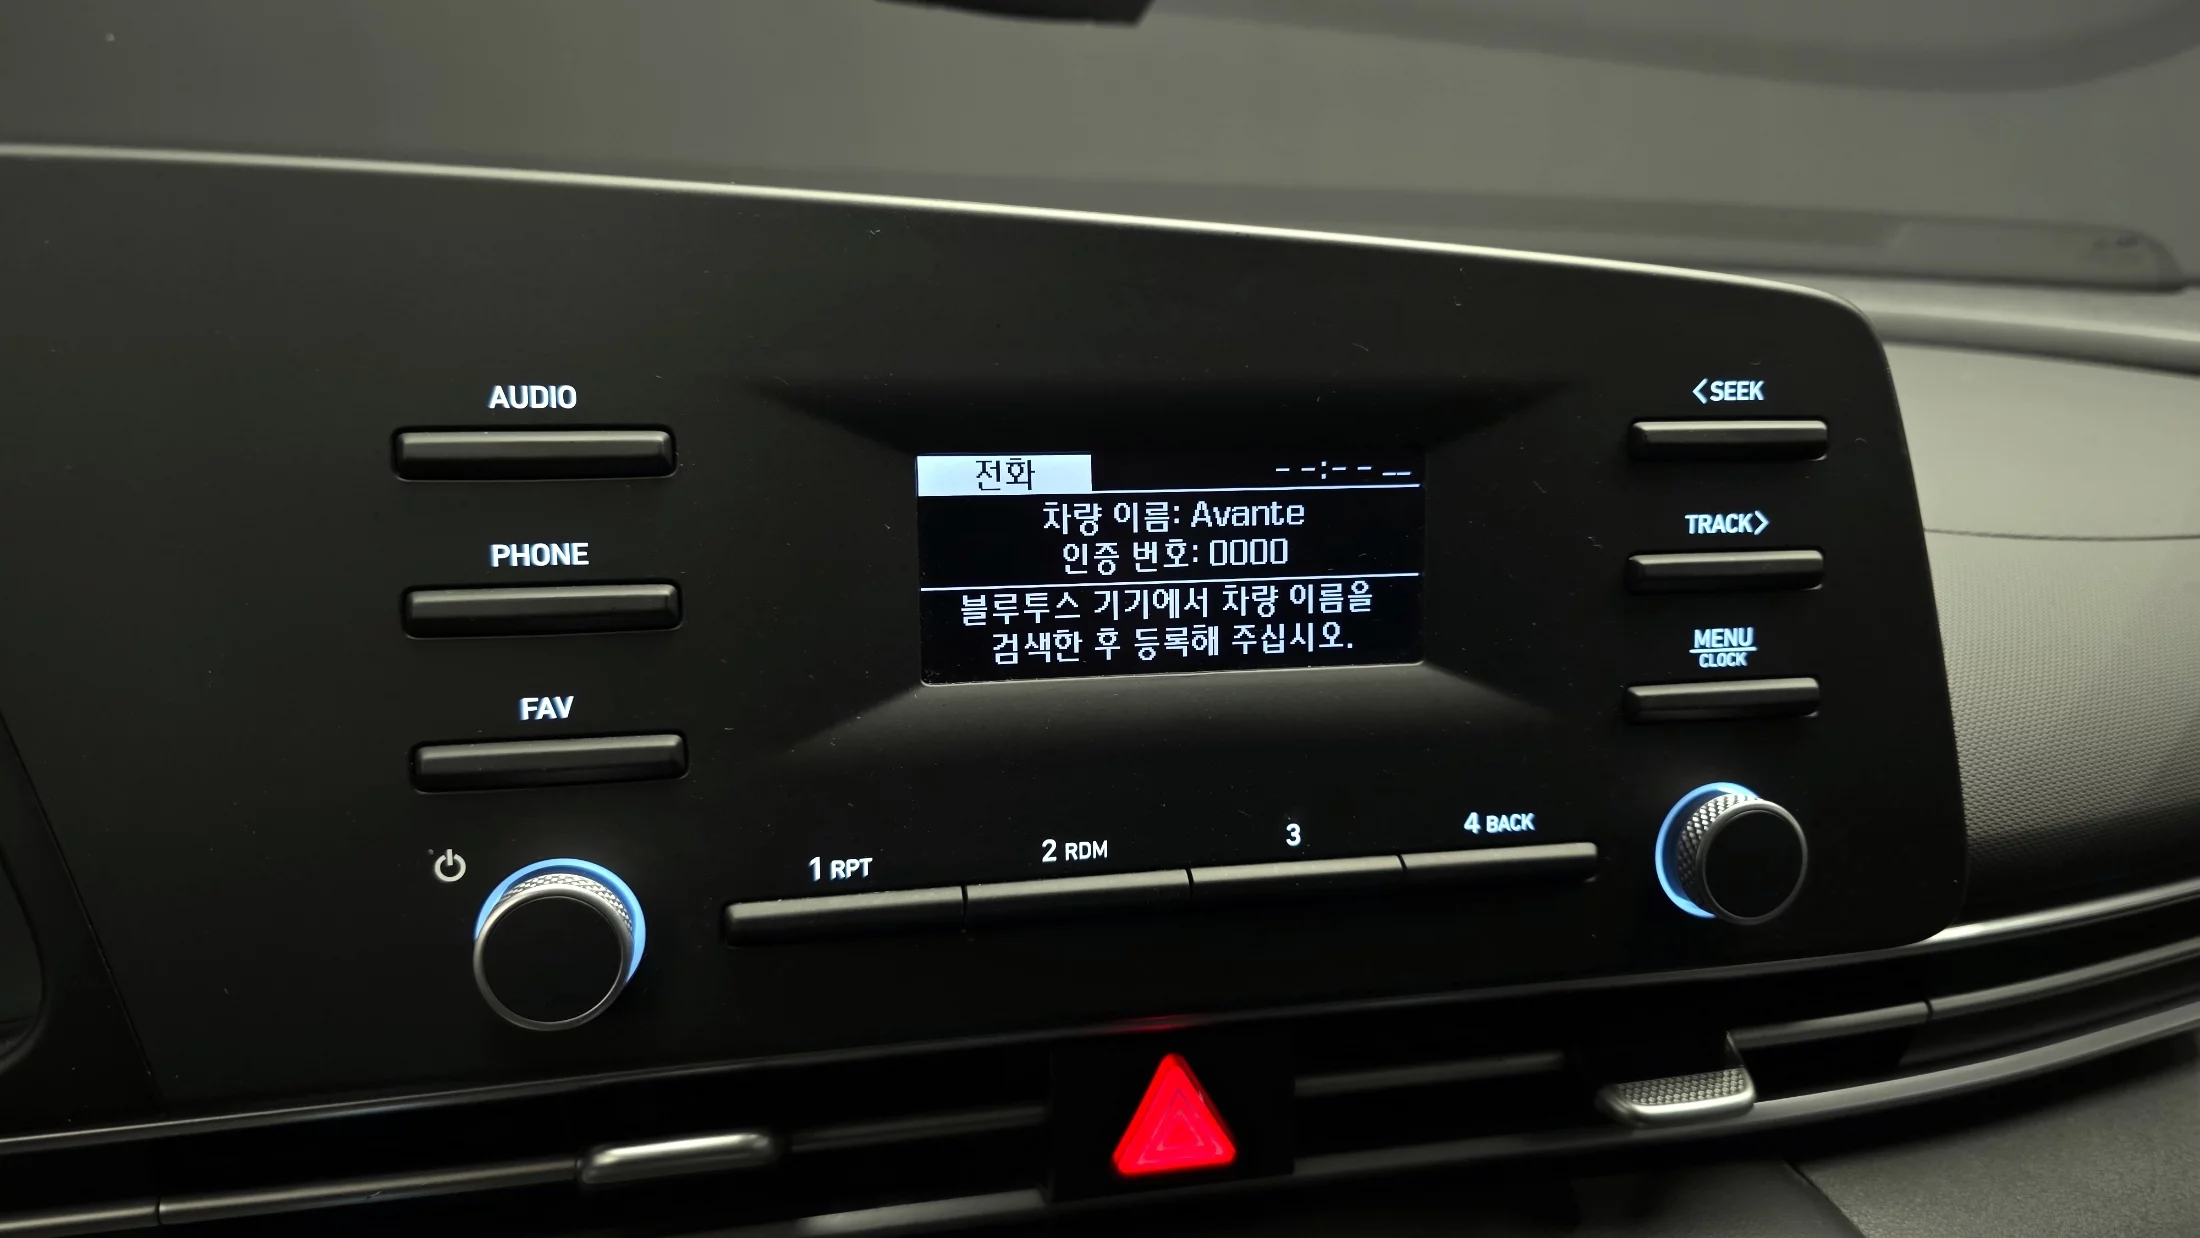 AUDIO
PHONE
FAV
전화 --:-- --
차량 이름: Avante
인증 번호: 0000
블루투스 기기에서 차량 이름을
검색한 후 등록해 주십시오.
<SEEK
TRACK>
MENU
CLOCK
1 RPT
2 RDM
3
4 BACK